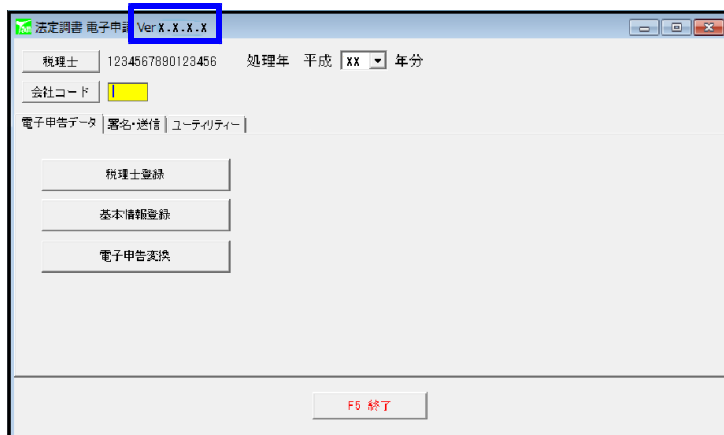 法定調書 電子申 Ver X.X.X.X
税理士 1234567890123456 処理年 平成 XX 年分
会社コード
電子申告データ 署名・送信 ユーティリティー
税理士登録
基本情報登録
電子申告変換
F5 終了